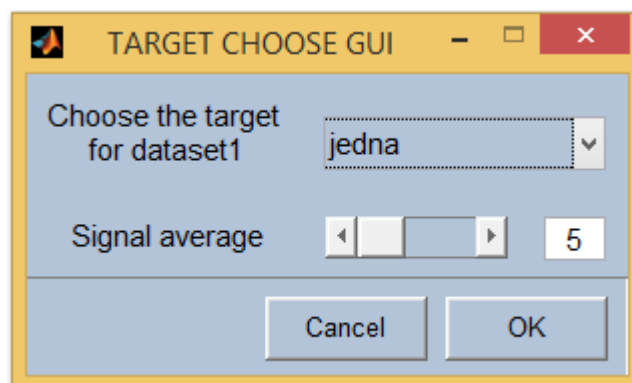 TARGET CHOOSE GUI
Choose the target
for dataset1
jedna
Signal average
5
Cancel
OK